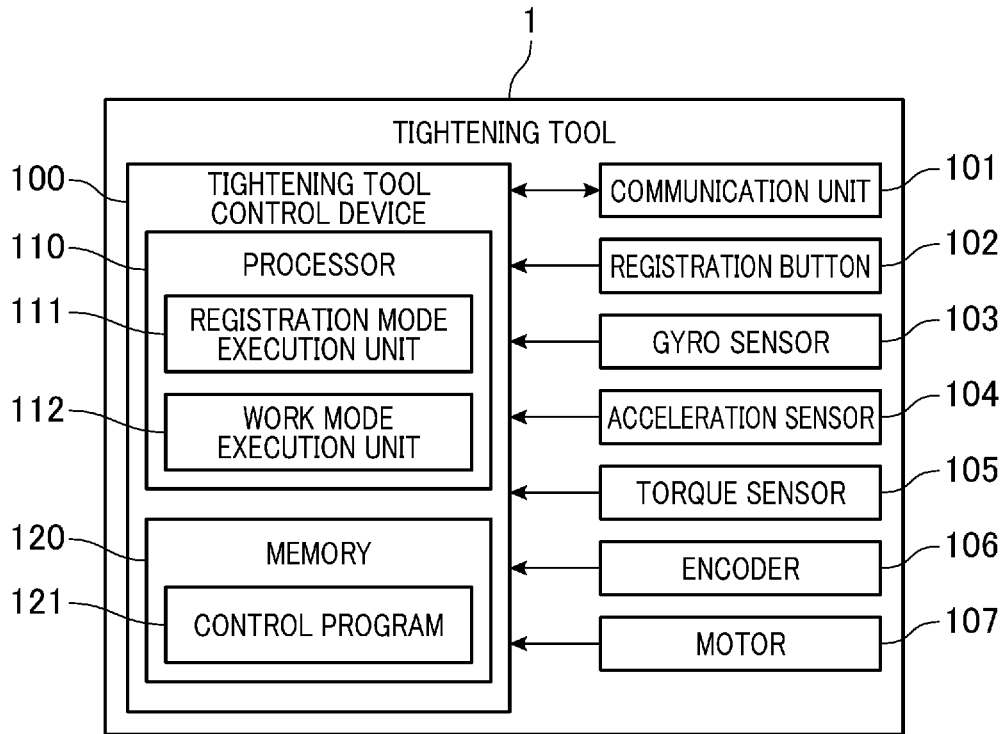 1
TIGHTENING TOOL
100
TIGHTENING TOOL
CONTROL DEVICE
110
PROCESSOR
111
REGISTRATION MODE
EXECUTION UNIT
112
WORK MODE
EXECUTION UNIT
120
MEMORY
121
CONTROL PROGRAM
COMMUNICATION UNIT
101
REGISTRATION BUTTON
102
GYRO SENSOR
103
ACCELERATION SENSOR
104
TORQUE SENSOR
105
ENCODER
106
MOTOR
107